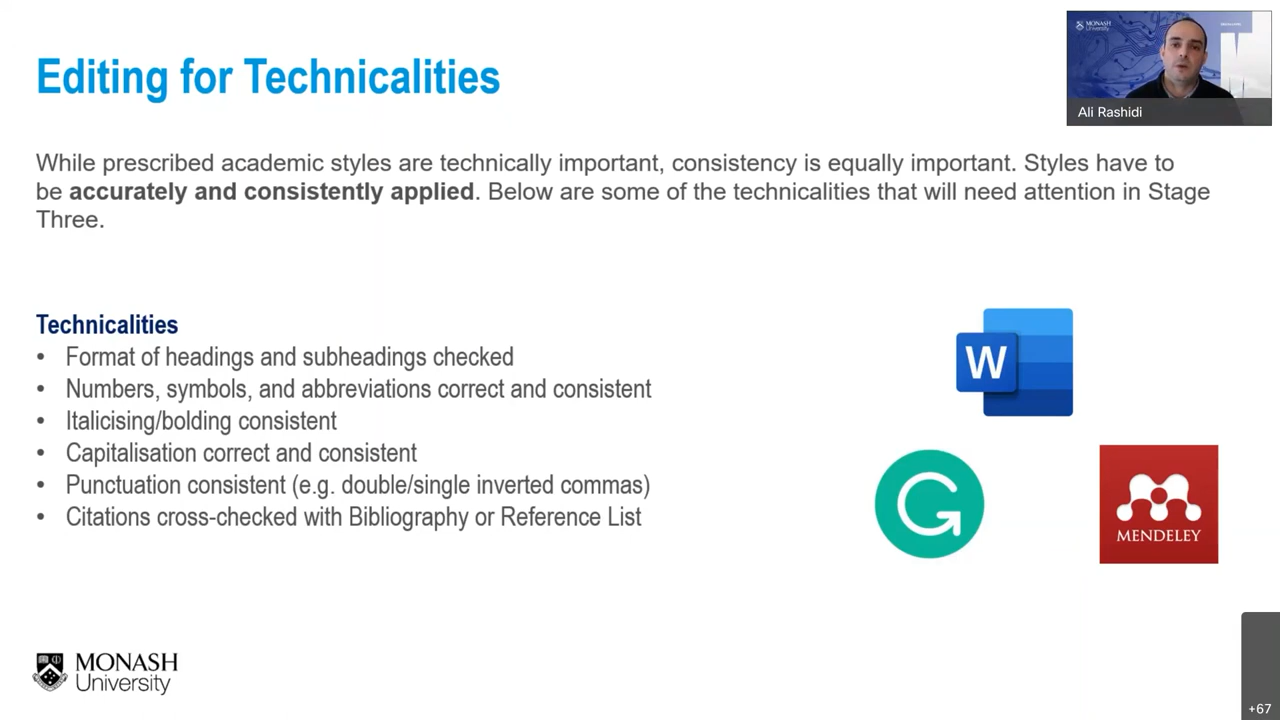 Editing for Technicalities
MONASH
University
Ali Rashidi
While prescribed academic styles are technically important, consistency is equally important. Styles have to
be accurately and consistently applied. Below are some of the technicalities that will need attention in Stage
Three.
Technicalities
• Format of headings and subheadings checked
• Numbers, symbols, and abbreviations correct and consistent
• Italicising/bolding consistent
• Capitalisation correct and consistent
• Punctuation consistent (e.g. double/single inverted commas)
• Citations cross-checked with Bibliography or Reference List
W
G
MENDELEY
MONASH
University
+67